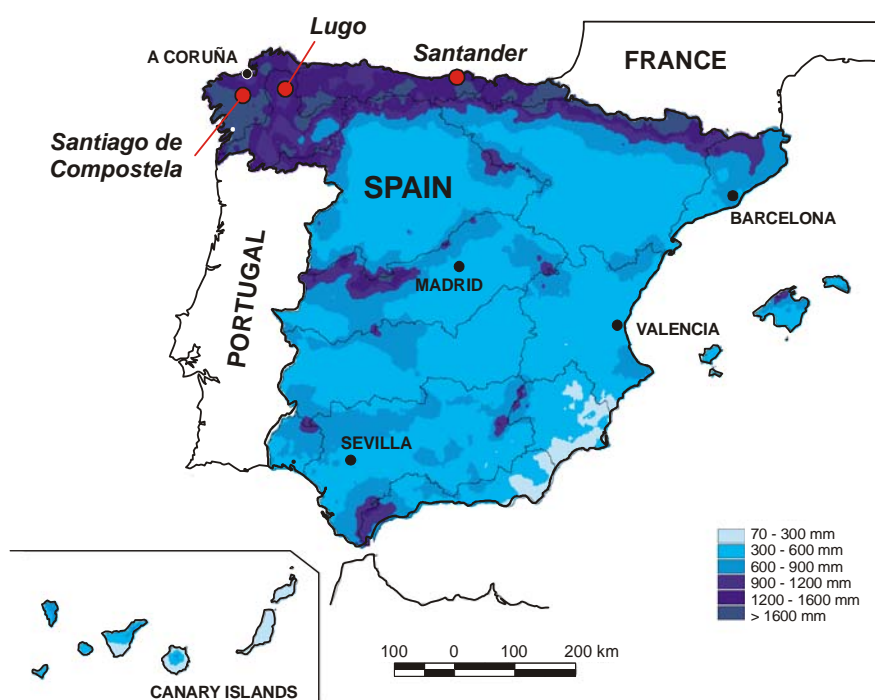 Lugo
A CORUÑA
Santander
FRANCE
Santiago de
Compostela
SPAIN
BARCELONA
MADRID
PORTUGAL
VALENCIA
SEVILLA
70 - 300 mm
300 - 600 mm
600 - 900 mm
900 - 1200 mm
1200 - 1600 mm
> 1600 mm
100 0 100 200 km
CANARY ISLANDS